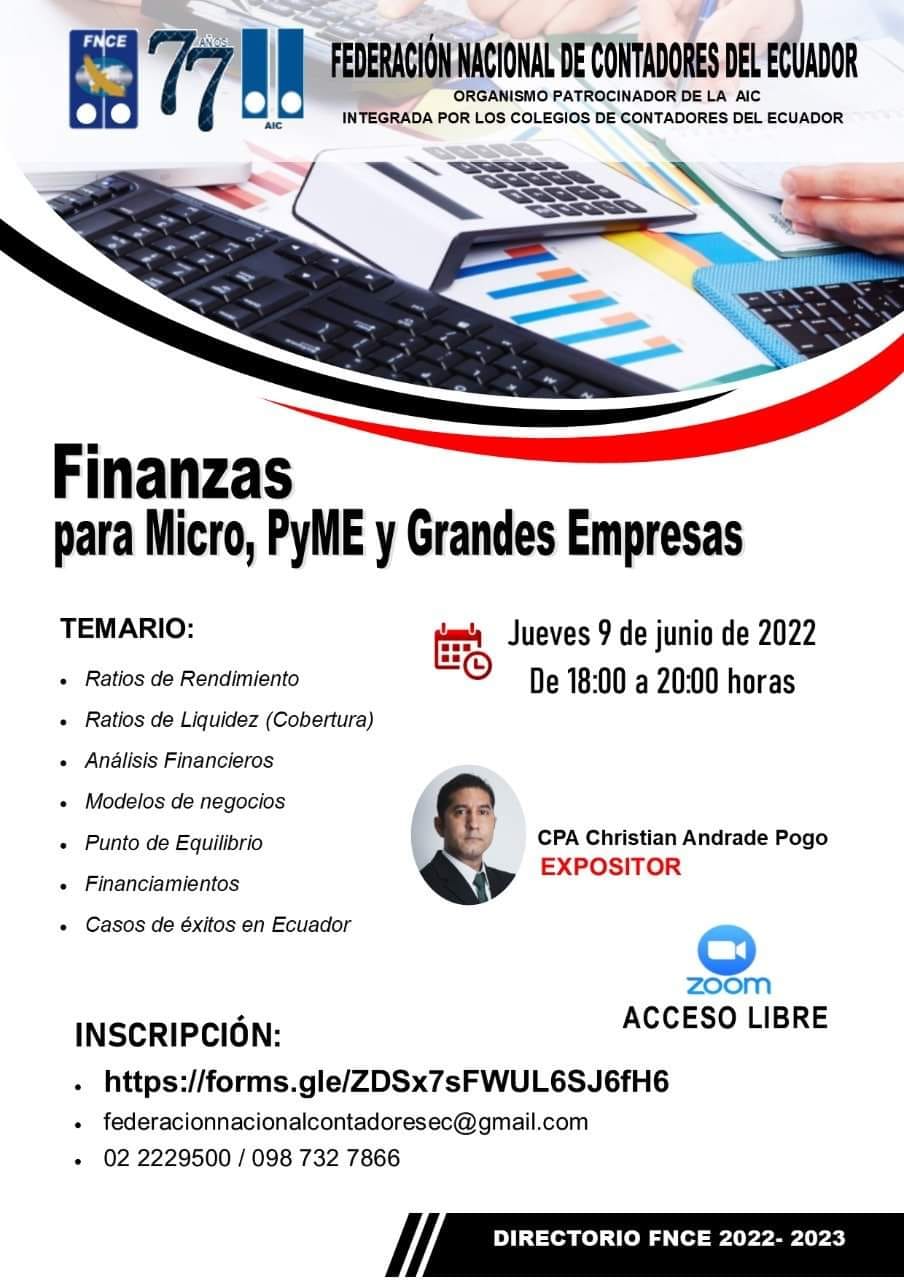 FNCE
77 AÑOS
AIC
FEDERACIÓN NACIONAL DE CONTADORES DEL ECUADOR
ORGANISMO PATROCINADOR DE LA AIC
INTEGRADA POR LOS COLEGIOS DE CONTADORES DEL ECUADOR
Finanzas
para Micro, PyME y Grandes Empresas
TEMARIO:
• Ratios de Rendimiento
• Ratios de Liquidez (Cobertura)
• Análisis Financieros
• Modelos de negocios
• Punto de Equilibrio
• Financiamientos
• Casos de éxitos en Ecuador
Jueves 9 de junio de 2022
De 18:00 a 20:00 horas
CPA Christian Andrade Pogo
EXPOSITOR
zoom
ACCESO LIBRE
INSCRIPCIÓN:
• https://forms.gle/ZDSx7sFWUL6SJ6fH6
• federacionnacionalcontadoresec@gmail.com
• 02 2229500 / 098 732 7866
DIRECTORIO FNCE 2022- 2023